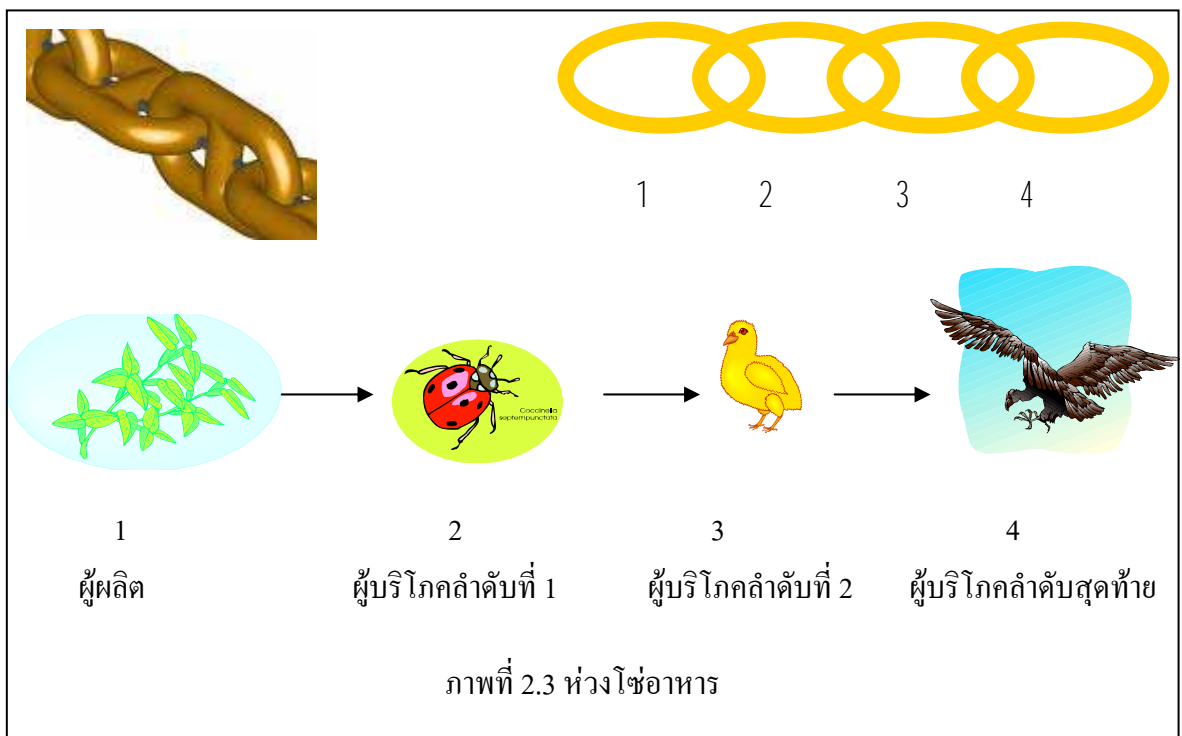 1 2 3 4
Coccinella
septempunctata
1 2 3 4
ผู้ผลิต ผู้บริโภคลำดับที่ 1 ผู้บริโภคลำดับที่ 2 ผู้บริโภคลำดับสุดท้าย
ภาพที่ 2.3 ห่วงโซ่อาหาร